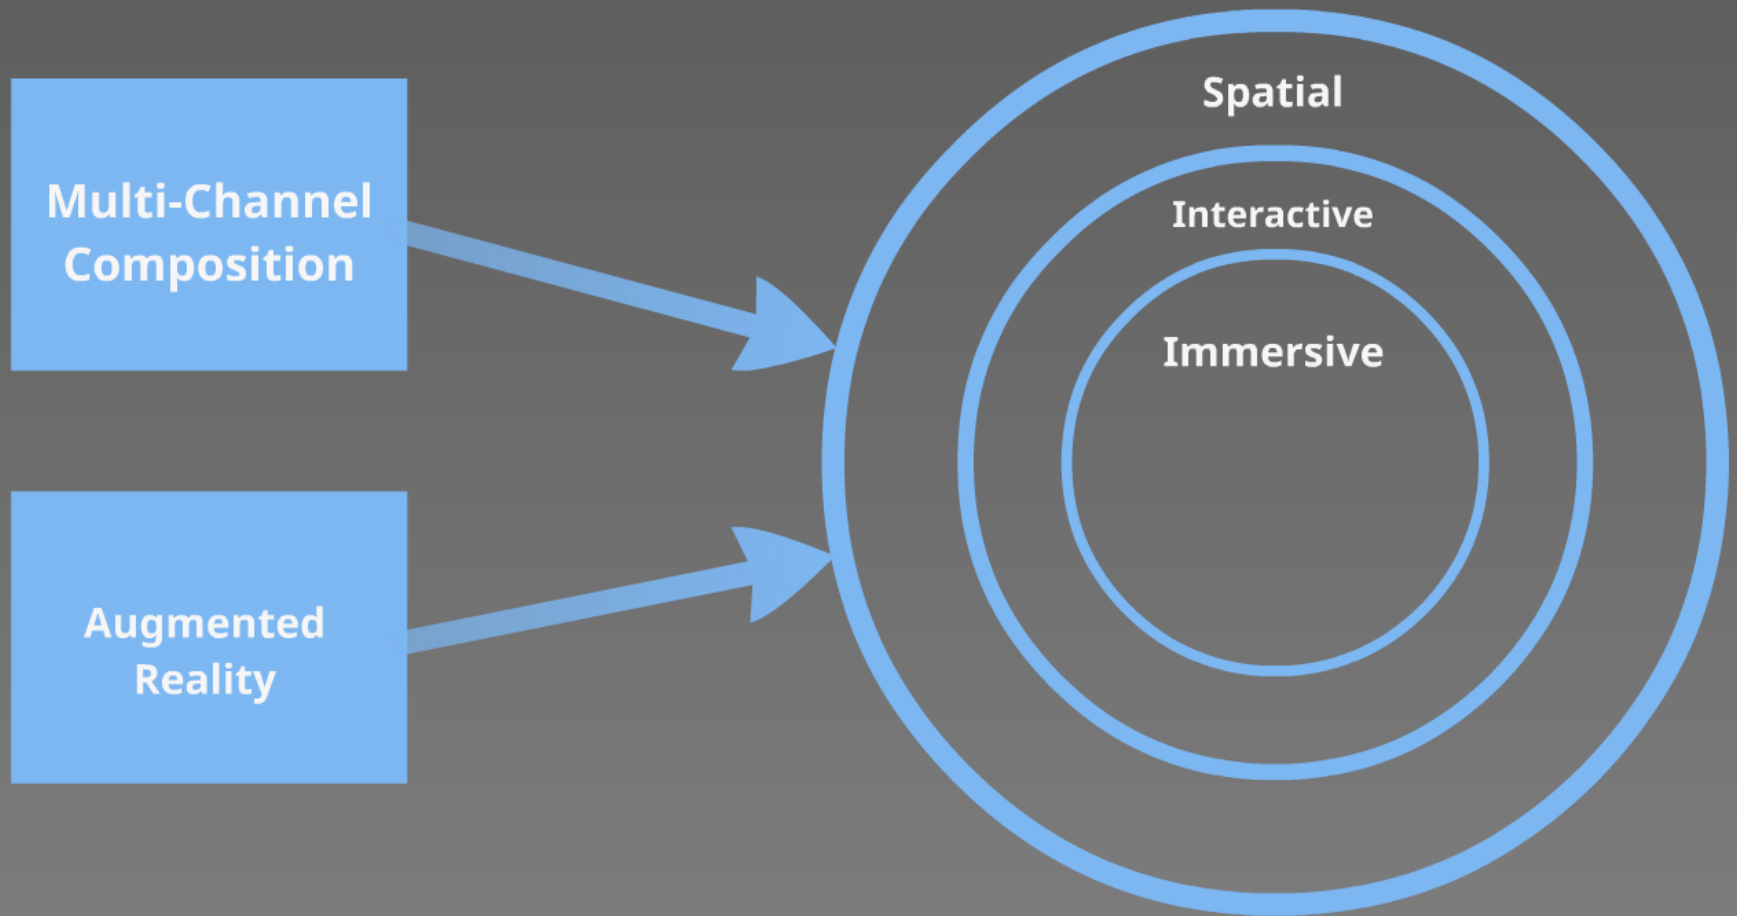 Multi-Channel
Composition
Augmented
Reality
Spatial
Interactive
Immersive